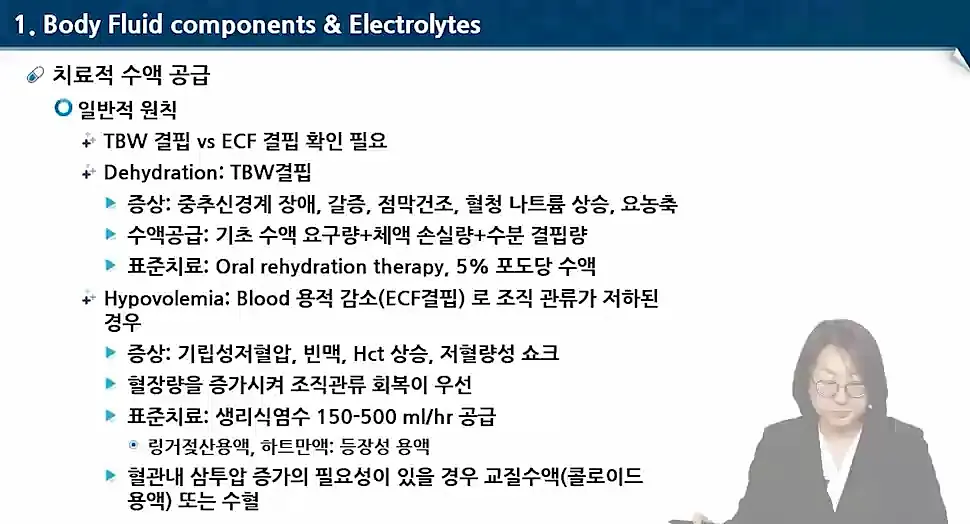 1. Body Fluid components & Electrolytes
치료적 수액 공급
일반적 원칙
TBW 결핍 vs ECF 결핍 확인 필요
Dehydration: TBW결핍
증상: 중추신경계 장애, 갈증, 점막건조, 혈청 나트륨 상승, 요농축
수액공급: 기초 수액 요구량+체액 손실량+수분 결핍량
표준치료: Oral rehydration therapy, 5% 포도당 수액
Hypovolemia: Blood 용적 감소(ECF결핍) 로 조직 관류가 저하된
경우
증상: 기립성저혈압, 빈맥, Hct 상승, 저혈량성 쇼크
혈장량을 증가시켜 조직관류 회복이 우선
표준치료: 생리식염수 150-500 ml/hr 공급
링거젖산용액, 하트만액: 등장성 용액
혈관내 삼투압 증가의 필요성이 있을 경우 교질수액(콜로이드
용액) 또는 수혈